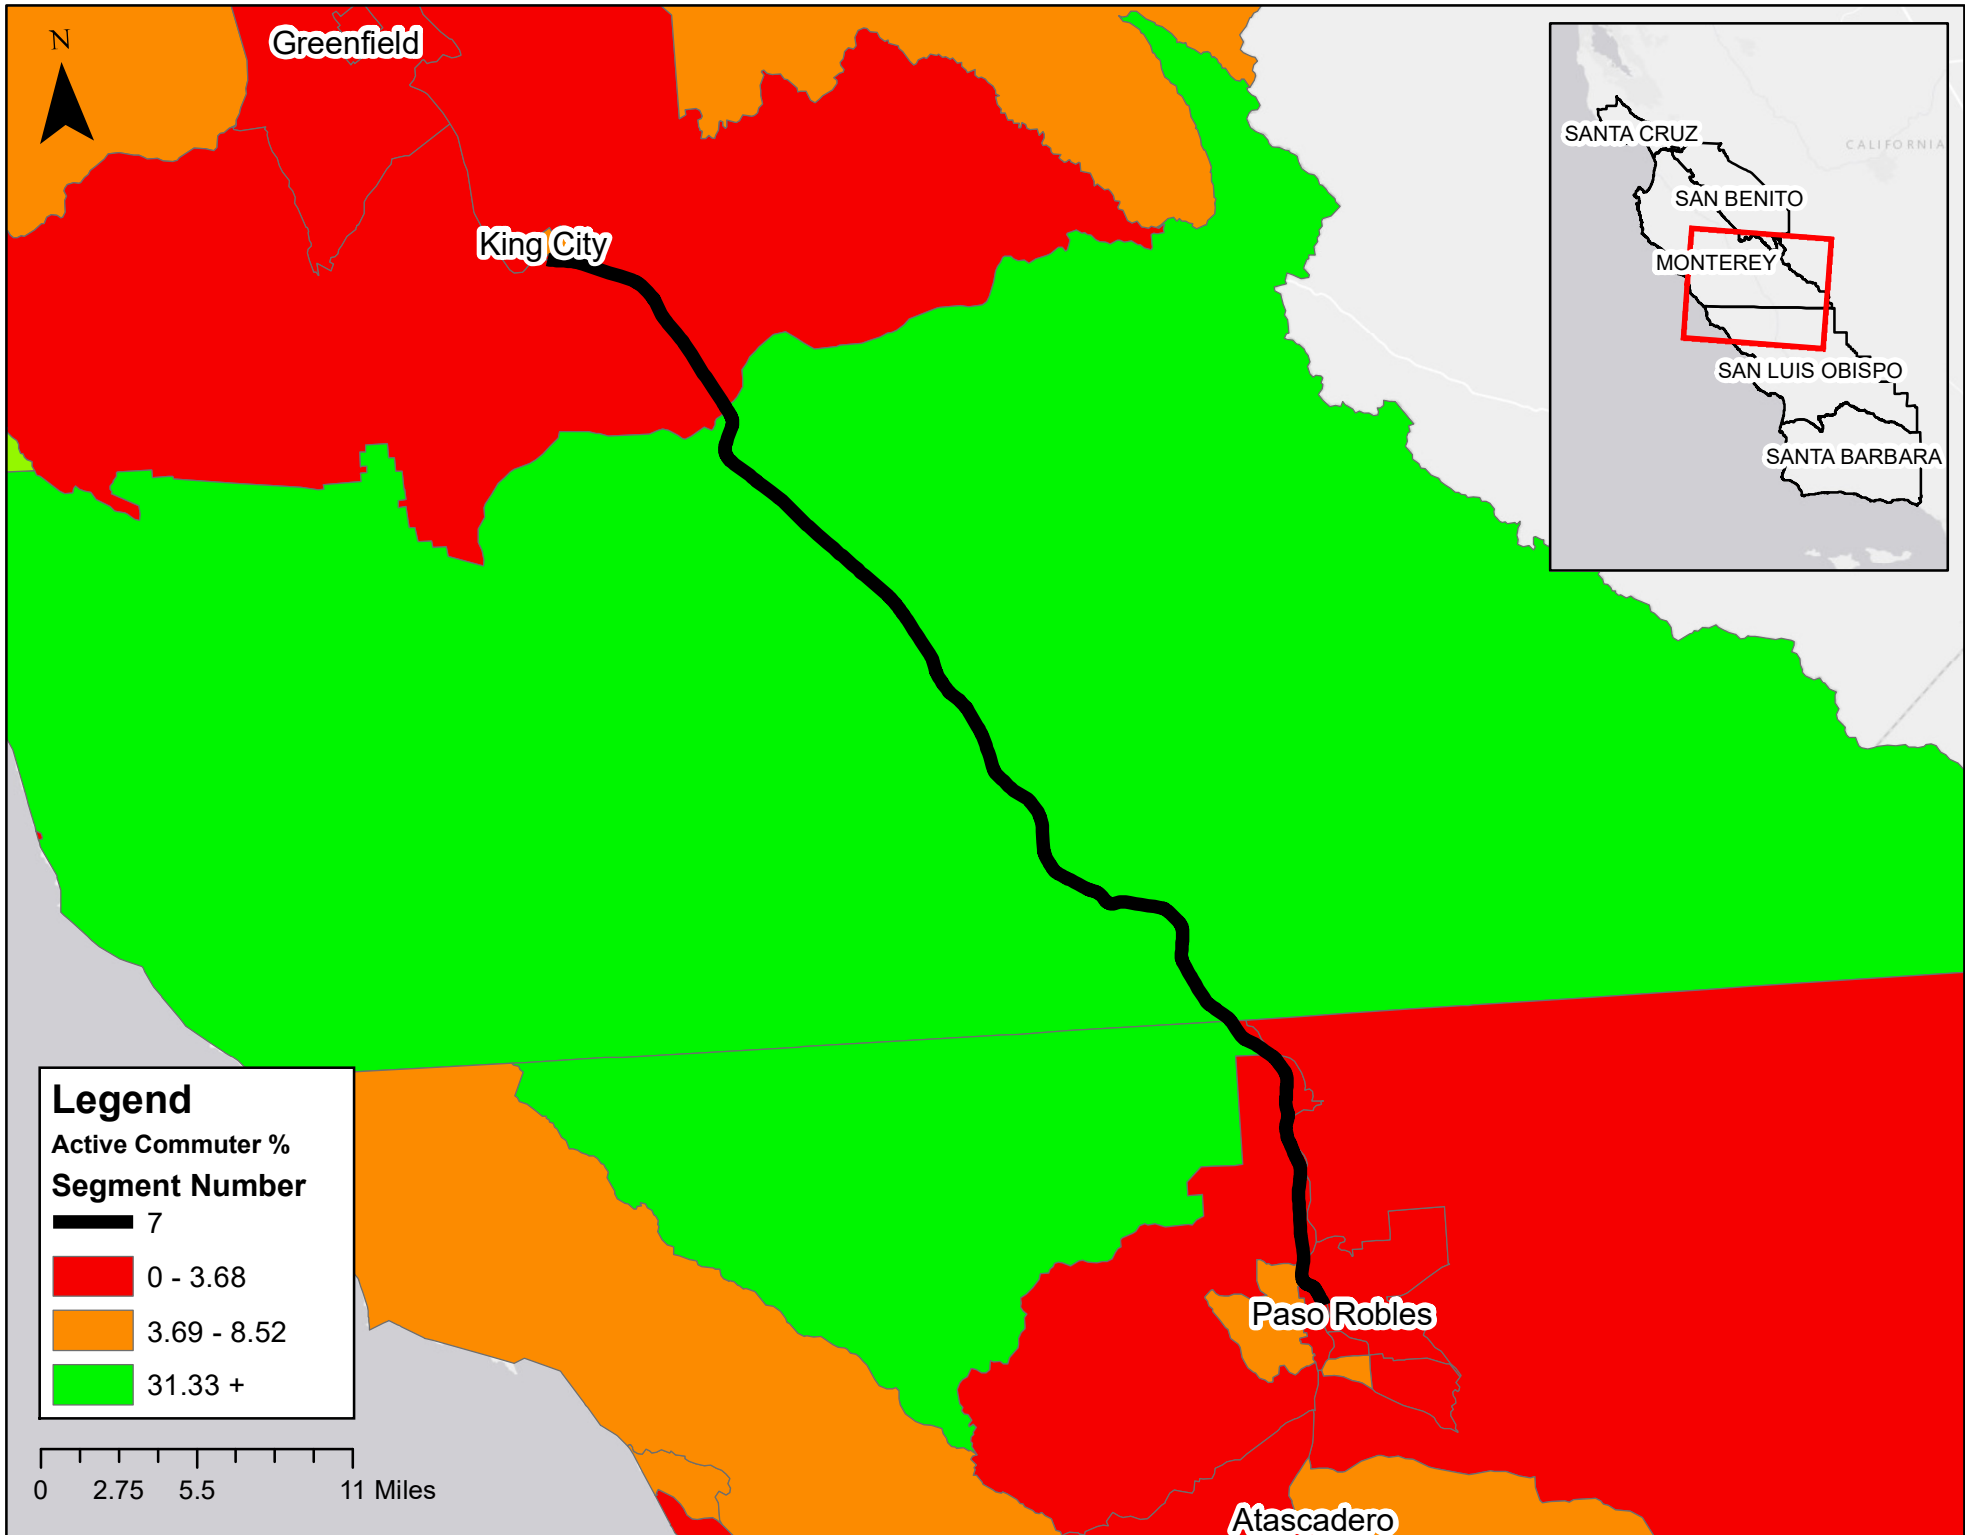 N
Greenfield
King City
SANTA CRUZ
CALIFORNIA
SAN BENITO
MONTEREY
SAN LUIS OBISPO
SANTA BARBARA
Legend
Active Commuter %
Segment Number
7
0 - 3.68
3.69 - 8.52
31.33 +
Paso Robles
0 2.75 5.5 11 Miles
Atascadero